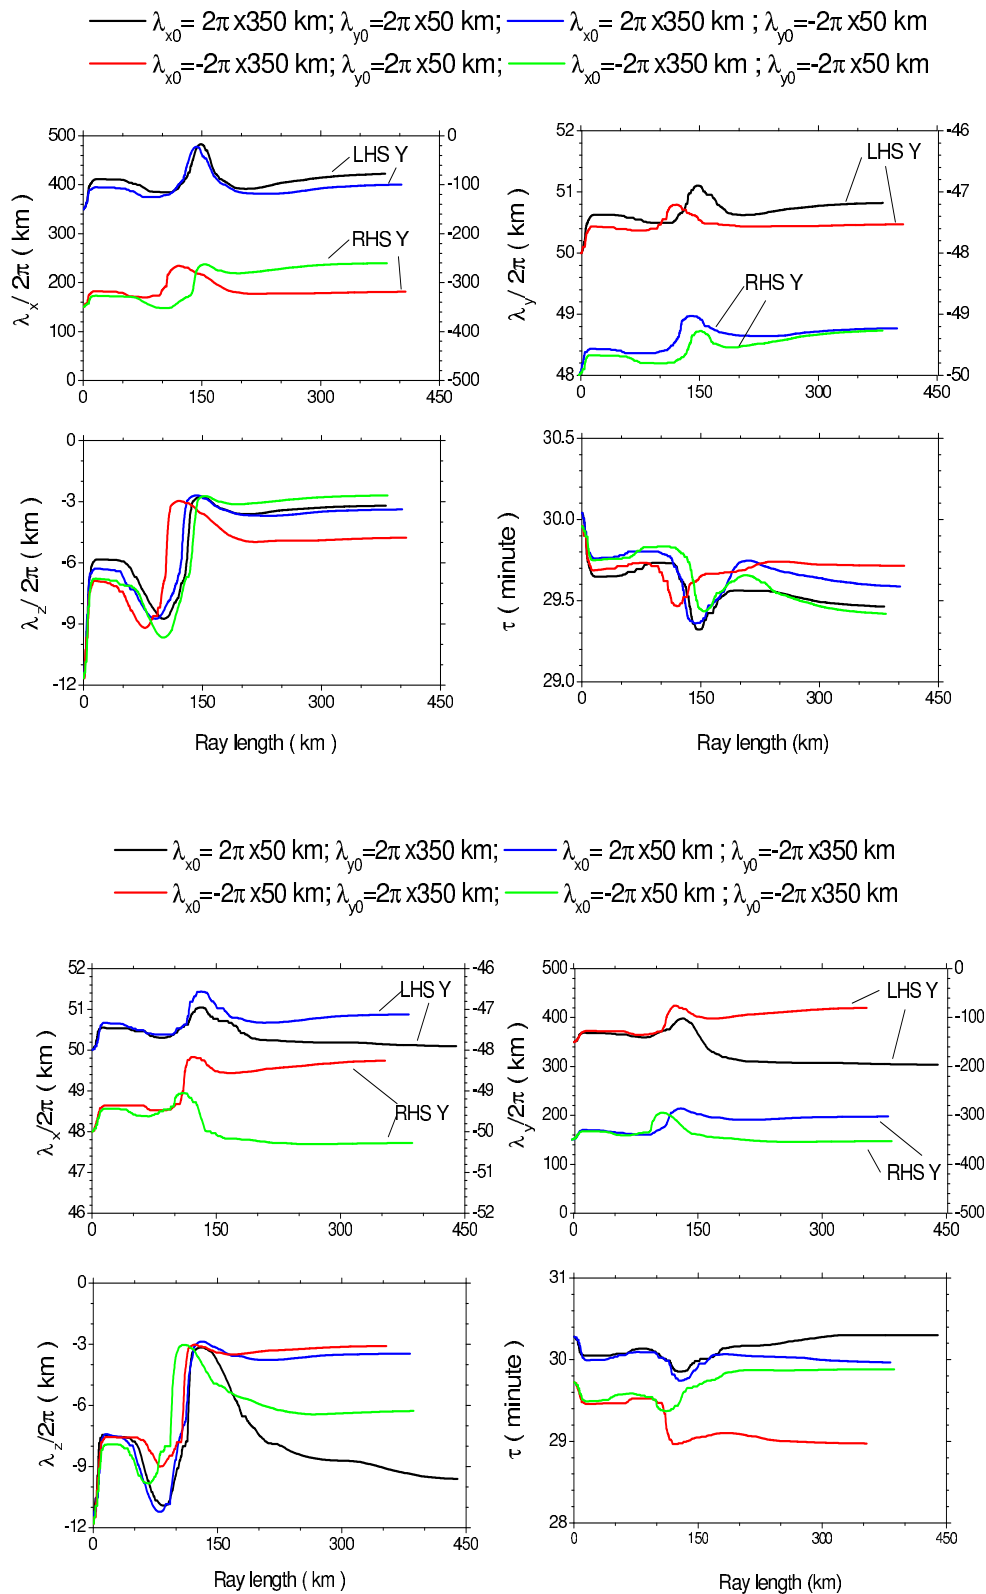 λx0= 2π x350 km; λy0=2π x50 km; λx0= 2π x350 km ; λy0=-2π x50 km
λx0=-2π x350 km; λy0=2π x50 km; λx0=-2π x350 km ; λy0=-2π x50 km
500 400 300 200 100 0
0 -100 -200 -300 -400 -500
λx/ 2π ( km )
LHS Y
RHS Y
0 150 300 450
52 51 50 49 48
-46 -47 -48 -49 -50
λy/ 2π ( km )
LHS Y
RHS Y
0 150 300 450
0 -3 -6 -9 -12
λz/ 2π ( km )
0 150 300 450
Ray length ( km )
30.5 30.0 29.5 29.0
τ ( minute )
0 150 300 450
Ray length (km)
λx0= 2π x50 km; λy0=2π x350 km; λx0= 2π x50 km ; λy0=-2π x350 km
λx0=-2π x50 km; λy0=2π x350 km; λx0=-2π x50 km ; λy0=-2π x350 km
52 51 50 49 48 47 46
-46 -47 -48 -49 -50 -51 -52
λx/2π ( km )
LHS Y
RHS Y
0 150 300 450
500 400 300 200 100 0
0 -100 -200 -300 -400 -500
λy/2π ( km )
LHS Y
RHS Y
0 150 300 450
0 -3 -6 -9 -12
λz/2π ( km )
0 150 300 450
Ray length ( km )
31 30 29 28
τ ( minute )
0 150 300 450
Ray length (km)